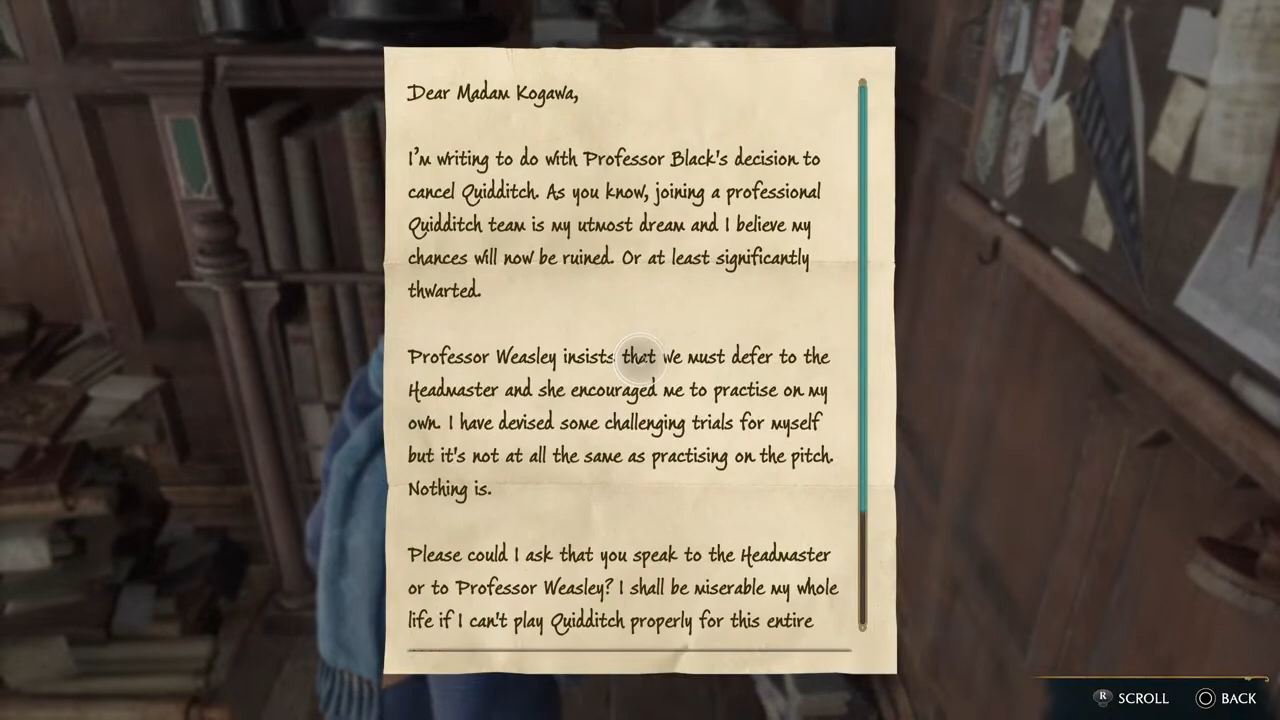 Dear Madam Kogawa,
I'm writing to do with Professor Black's decision to
cancel Quidditch. As you know, joining a professional
Quidditch team is my utmost dream and I believe my
chances will now be ruined. Or at least significantly
thwarted.
Professor Weasley insists that we must defer to the
Headmaster and she encouraged me to practise on my
own. I have devised some challenging trials for myself
but it's not at all the same as practising on the pitch.
Nothing is.
Please could I ask that you speak to the Headmaster
or to Professor Weasley? I shall be miserable my whole
life if I can't play Quidditch properly for this entire
R SCROLL BACK